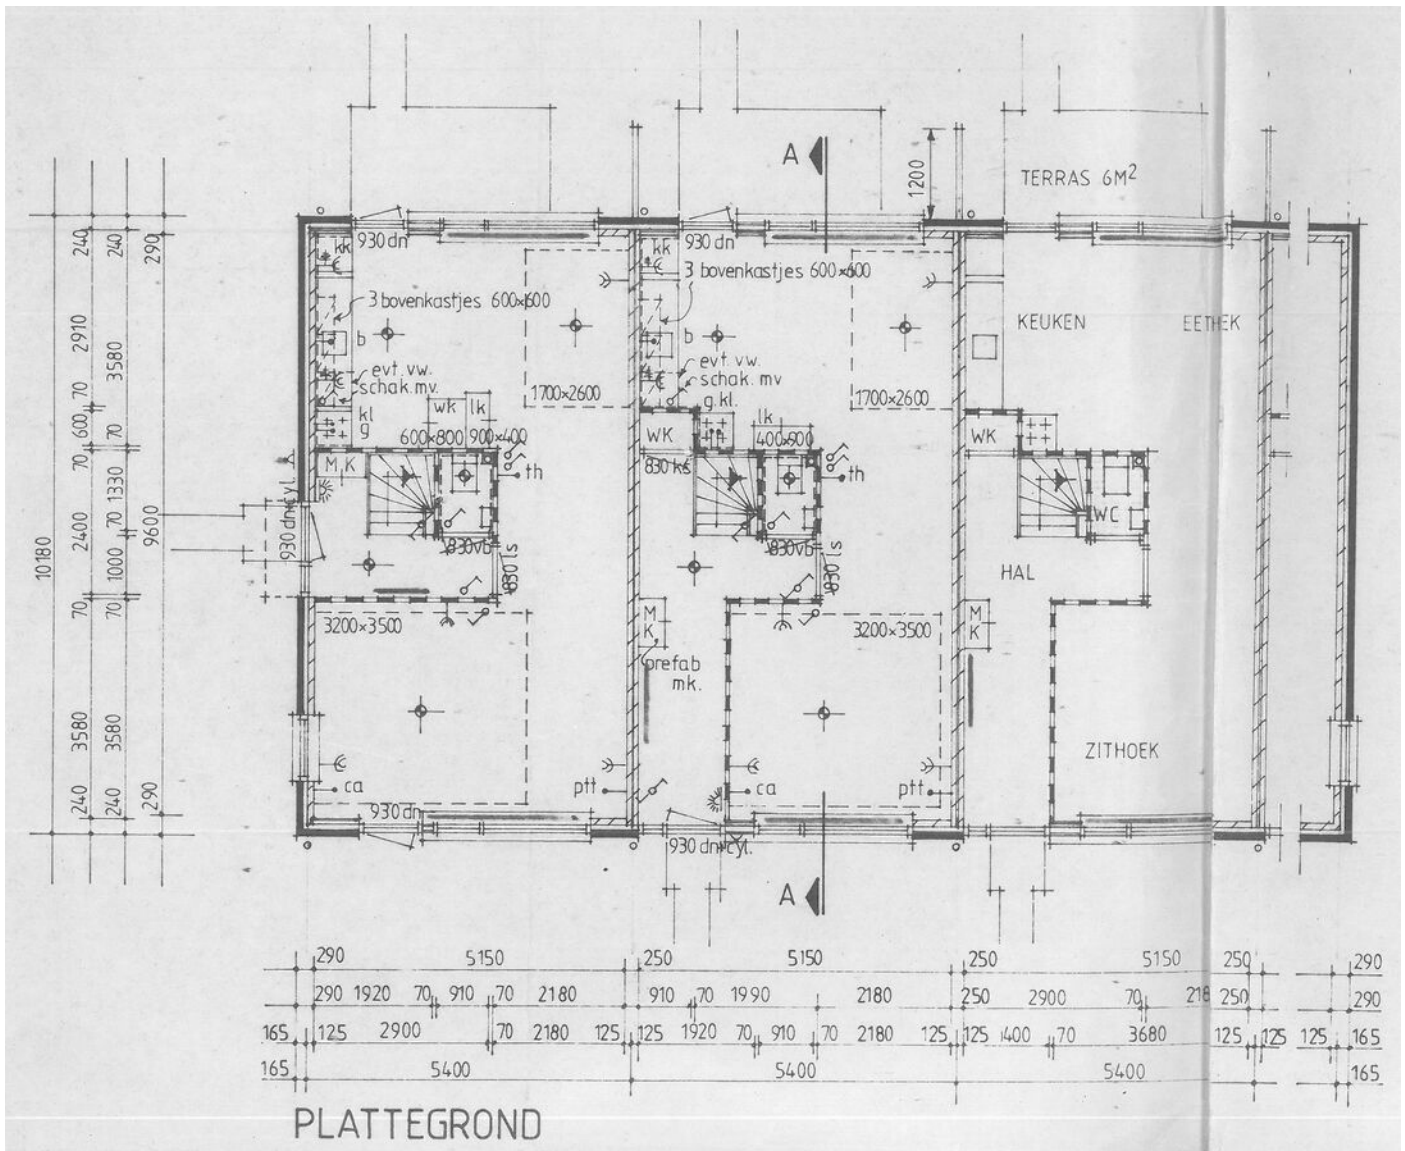 A
1200
TERRAS 6M²
240
240
290
kk
930 dn
kk
930 dn
3 bovenkastjes 600x600
3 bovenkastjes 600x600
KEUKEN
EETHEK
2910
3580
b
b
evt. vw.
schak. mv.
evt. vw.
schak. mv
70
1700x2600
1700x2600
g.kl.
kl
g
wk
lk
lk
600
70
600x800
900x400
400x900
WK
WK
70
M.K
830 ks
th
th
1330
930 dn cyl.
2400
70
9600
WC
830 vb
830 vb
10180
1000
830 ls
830 ls
HAL
70
70
3200x3500
3200x3500
M
K
M
K
prefab
mk.
3580
3580
ZITHOEK
ca
ptt
ca
ptt
240
240
290
930 dn
930 dn cyl.
A
290
5150
250
5150
250
5150
250
290
290
1920
70
910
70
2180
910
70
1990
2180
250
2900
70
218
250
290
165
125
2900
70
2180
125
125
1920
70
910
70
2180
125
125
1400
70
3680
125
125
125
165
165
5400
5400
5400
165
PLATTEGROND